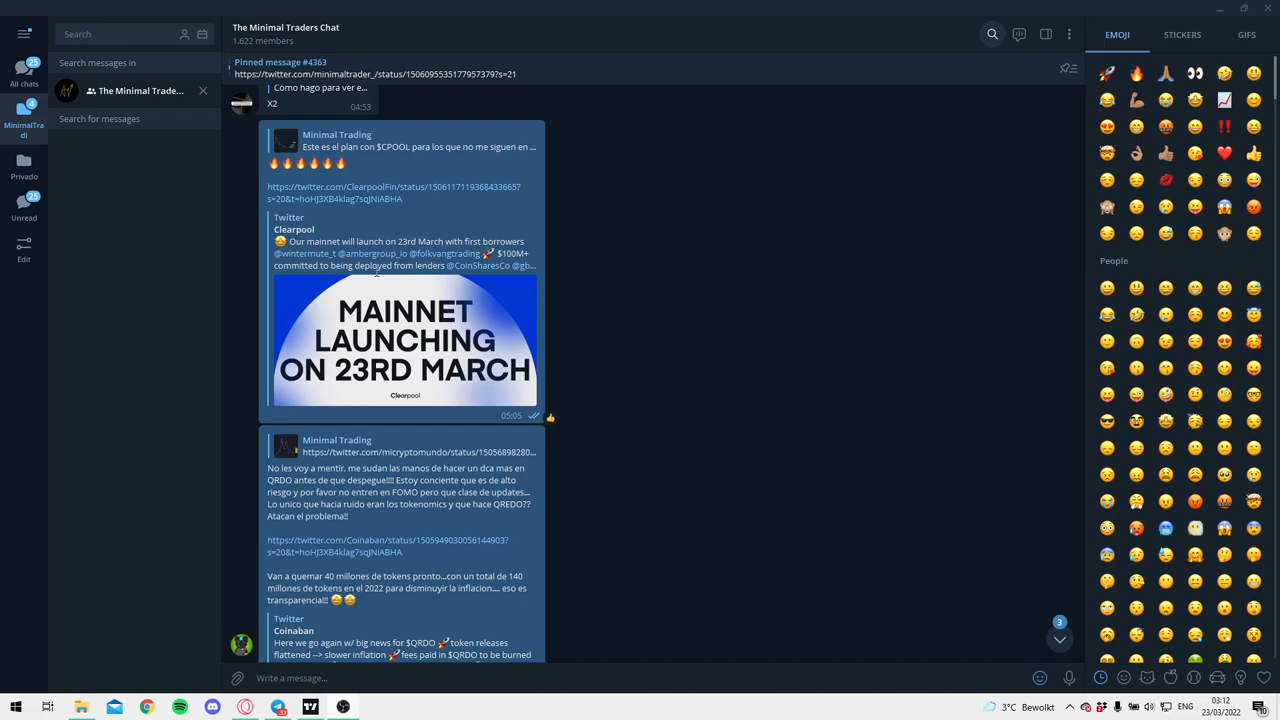 All chats
25
MinimalTra
di
4
Privado
Unread
25
Edit
Search
Search messages in
The Minimal Trade...
Search for messages
The Minimal Traders Chat
1.622 members
Pinned message #4363
https://twitter.com/minimaltrader_/status/1506095535177957379?s=21
Como hago para ver e...
X2
04:53
Minimal Trading
Este es el plan con $CPOOL para los que no me siguen en ...
🔥🔥🔥🔥🔥🔥
https://twitter.com/ClearpoolFin/status/1506117119368433665?
s=20&t=hoHJ3XB4klag7sqJNiABHA
Twitter
Clearpool
🤩 Our mainnet will launch on 23rd March with first borrowers
@wintermute_t @ambergroup_io @folkvangtrading 🚀 $100M+
committed to being deployed from lenders @CoinSharesCo @gb...
MAINNET
LAUNCHING
ON 23RD MARCH
Clearpool
05:05
Minimal Trading
https://twitter.com/micryptomundo/status/15056898280...
No les voy a mentir, me sudan las manos de hacer un dca mas en
QRDO antes de que despegue!!!! Estoy conciente que es de alto
riesgo y por favor no entren en FOMO pero que clase de updates...
Lo unico que hacia ruido eran los tokenomics y que hace QREDO??
Atacan el problema!!
https://twitter.com/Coinaban/status/1505949030056144903?
s=20&t=hoHJ3XB4klag7sqJNiABHA
Van a quemar 40 millones de tokens pronto...con un total de 140
millones de tokens en el 2022 para disminuyir la inflacion.... eso es
transparencia!!! 🤩🤩
Twitter
Coinaban
Here we go again w/ big news for $QRDO 🚀 token releases
flattened --> slower inflation 🚀 fees paid in $QRDO to be burned
3
Write a message...
EMOJI
STICKERS
GIFS
People
3°C Bewolkt
ENG
03:12
23/03/2022
10